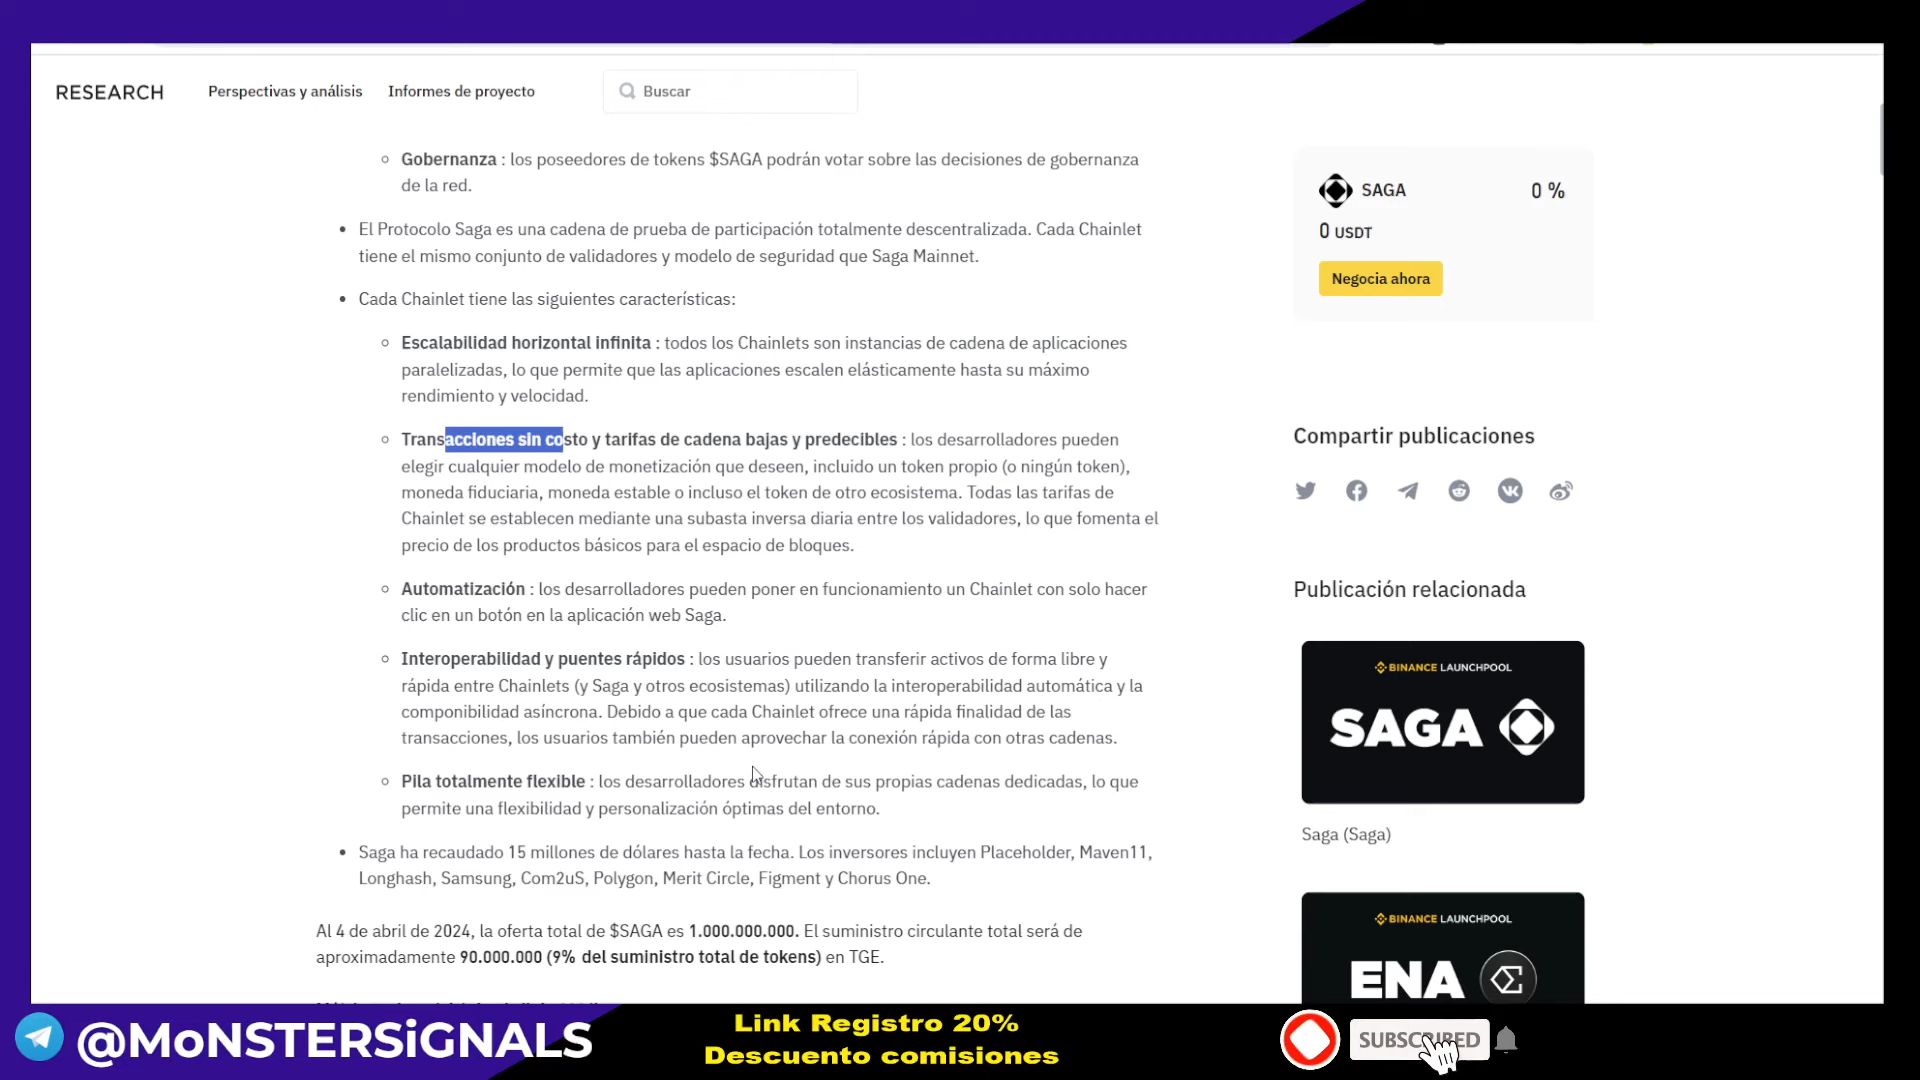 RESEARCH
Perspectivas y análisis
Informes de proyecto
Buscar
Gobernanza : los poseedores de tokens $SAGA podrán votar sobre las decisiones de gobernanza
de la red.
El Protocolo Saga es una cadena de prueba de participación totalmente descentralizada. Cada Chainlet
tiene el mismo conjunto de validadores y modelo de seguridad que Saga Mainnet.
Cada Chainlet tiene las siguientes características:
Escalabilidad horizontal infinita : todos los Chainlets son instancias de cadena de aplicaciones
paralelizadas, lo que permite que las aplicaciones escalen elásticamente hasta su máximo
rendimiento y velocidad.
Transacciones sin costo y tarifas de cadena bajas y predecibles : los desarrolladores pueden
elegir cualquier modelo de monetización que deseen, incluido un token propio (o ningún token),
moneda fiduciaria, moneda estable o incluso el token de otro ecosistema. Todas las tarifas de
Chainlet se establecen mediante una subasta inversa diaria entre los validadores, lo que fomenta el
precio de los productos básicos para el espacio de bloques.
Automatización : los desarrolladores pueden poner en funcionamiento un Chainlet con solo hacer
clic en un botón en la aplicación web Saga.
Interoperabilidad y puentes rápidos : los usuarios pueden transferir activos de forma libre y
rápida entre Chainlets (y Saga y otros ecosistemas) utilizando la interoperabilidad automática y la
componibilidad asíncrona. Debido a que cada Chainlet ofrece una rápida finalidad de las
transacciones, los usuarios también pueden aprovechar la conexión rápida con otras cadenas.
Pila totalmente flexible : los desarrolladores disfrutan de sus propias cadenas dedicadas, lo que
permite una flexibilidad y personalización óptimas del entorno.
Saga ha recaudado 15 millones de dólares hasta la fecha. Los inversores incluyen Placeholder, Maven11,
Longhash, Samsung, Com2uS, Polygon, Merit Circle, Figment y Chorus One.
Al 4 de abril de 2024, la oferta total de $SAGA es 1.000.000.000. El suministro circulante total será de
aproximadamente 90.000.000 (9% del suministro total de tokens) en TGE.
SAGA
0 %
0 USDT
Negocia ahora
Compartir publicaciones
Publicación relacionada
BINANCE LAUNCHPOOL
SAGA
Saga (Saga)
BINANCE LAUNCHPOOL
ENA
@MoNSTERSiGNALS
Link Registro 20%
Descuento comisiones
SUBSCRIBED